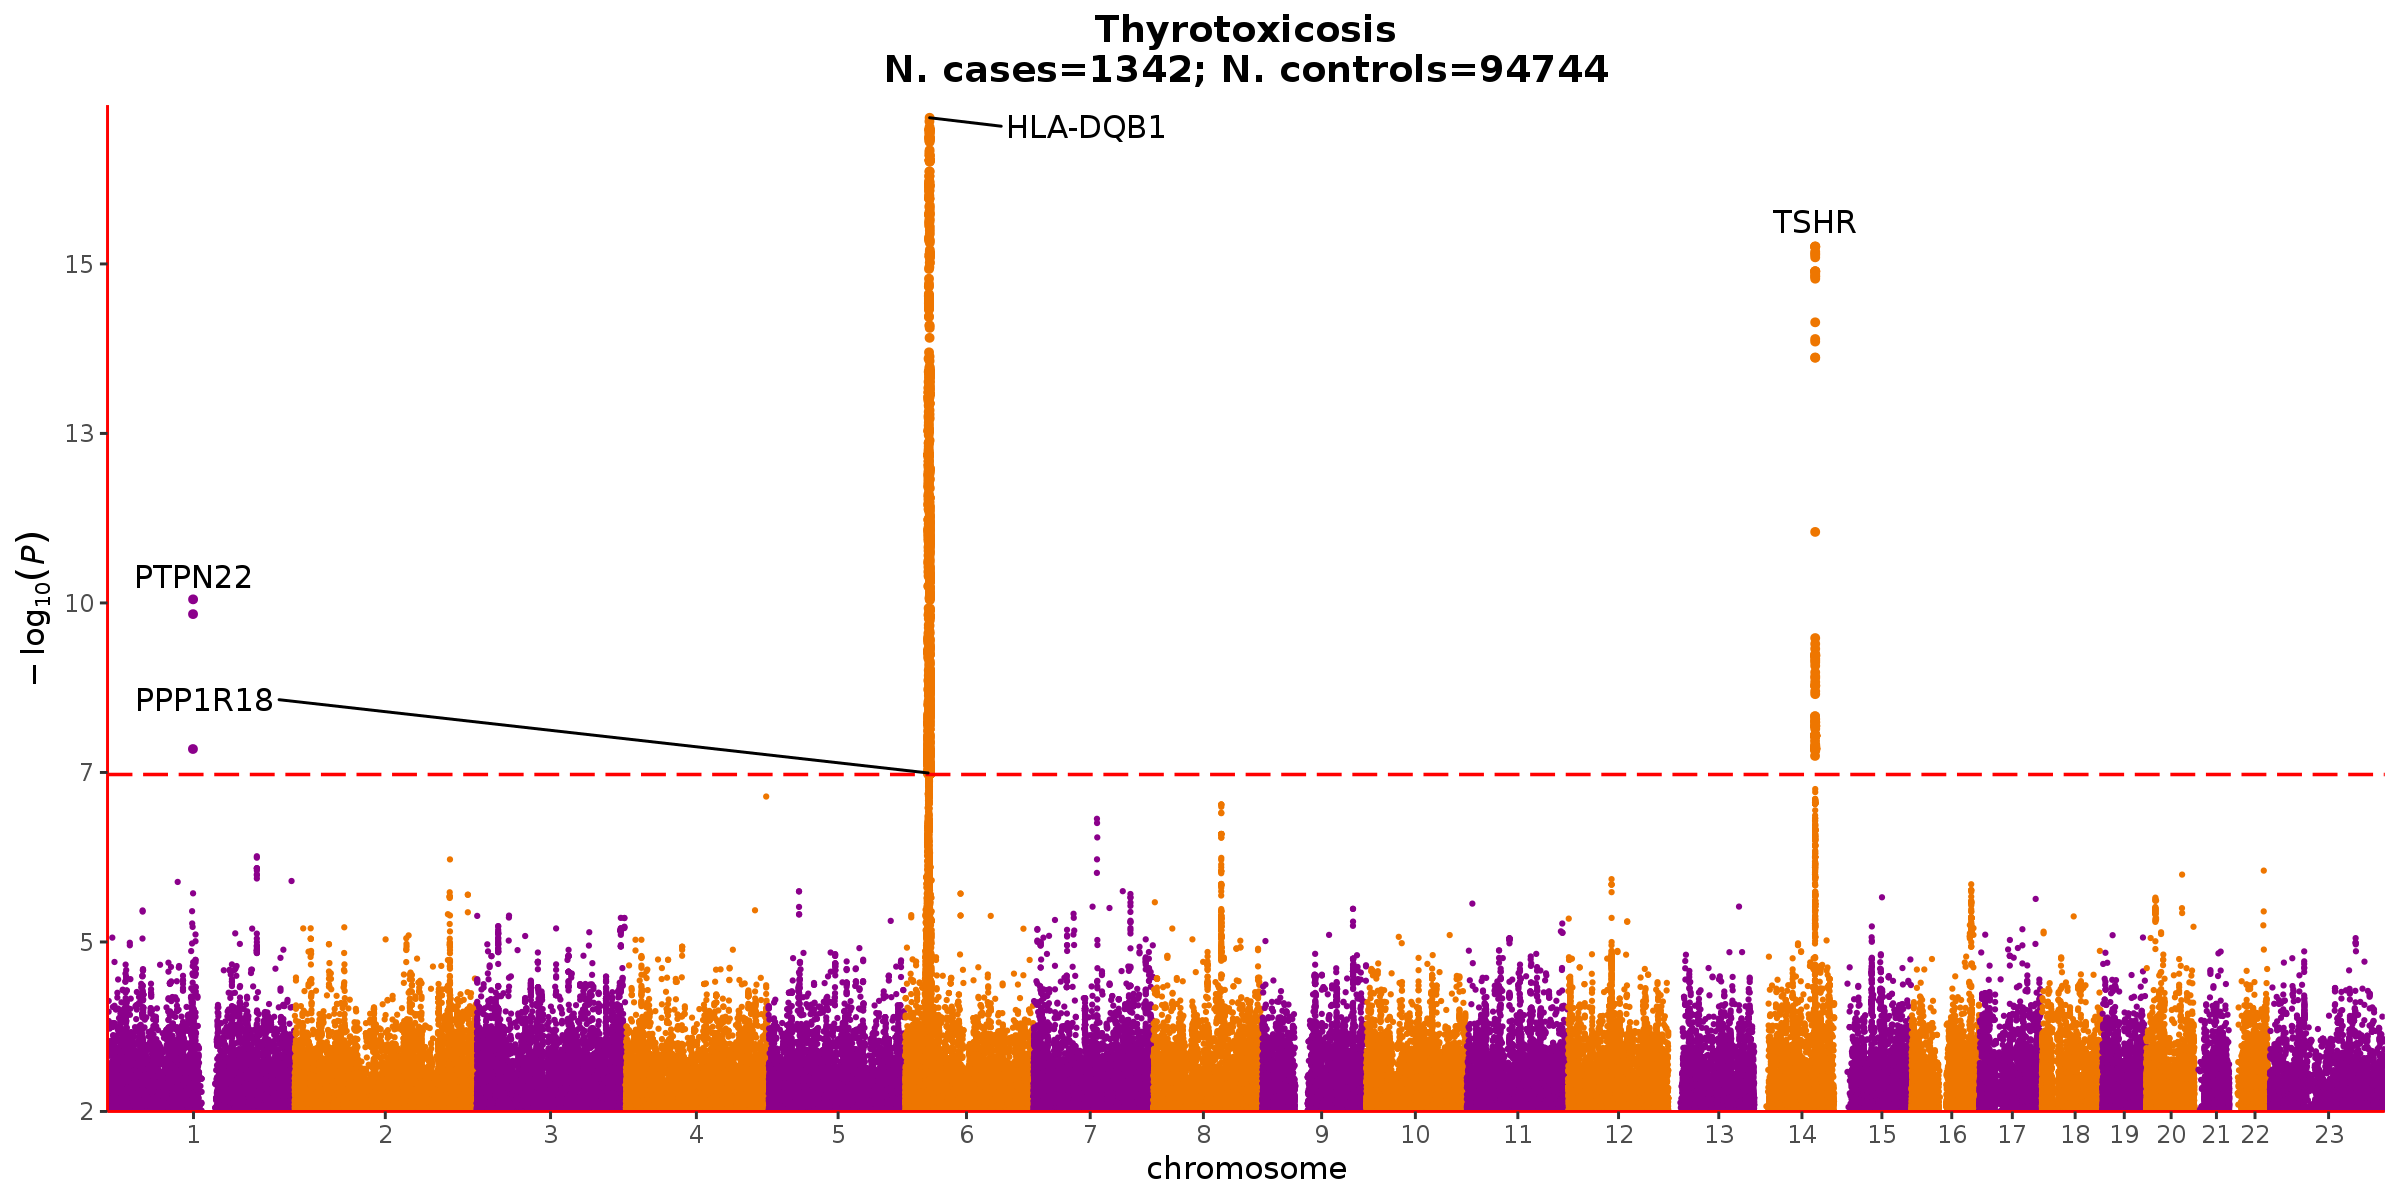 Thyrotoxicosis
N. cases=1342; N. controls=94744
HLA-DQB1
TSHR
PTPN22
PPP1R18
− log10(P)
15
13
10
7
5
2
1 2 3 4 5 6 7 8 9 10 11 12 13 14 15 16 17 18 19 20 21 22 23
chromosome